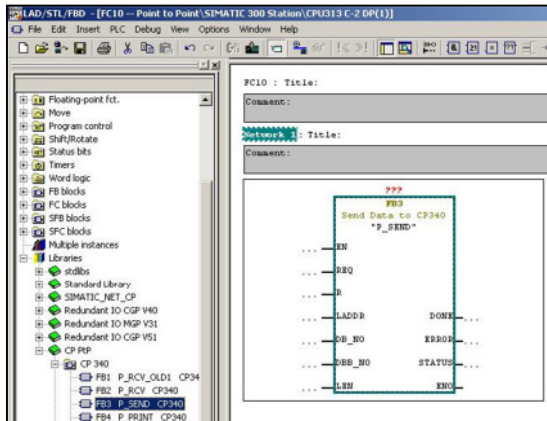 LAD/STL/FBD - [FC10 -- Point to Point\SIMATIC 300 Station\CPU313 C-2 DP(1)]
File Edit Insert PLC Debug View Options Window Help
Floating-point fct.
Move
Program control
Shift/Rotate
Status bits
Timers
Word logic
FB blocks
FC blocks
SFB blocks
SFC blocks
Multiple instances
Libraries
stdlibs
Standard Library
SIMATIC_NET_CP
Redundant IO CGP V40
Redundant IO MGP V31
Redundant IO CGP V51
CP PtP
CP 340
FB1 P_RCV_OLD1 CP34
FB2 P_RCV CP340
FB3 P_SEND CP340
FB4 P_PRINT CP340
FC10 : Title:
Comment:
Network 1: Title:
Comment:
???
FB3
Send Data to CP340
"P_SEND"
... EN
... REQ
... R
... LADDR DONE ...
... DB_NO ERROR ...
... DBB_NO STATUS ...
... LEN ENO